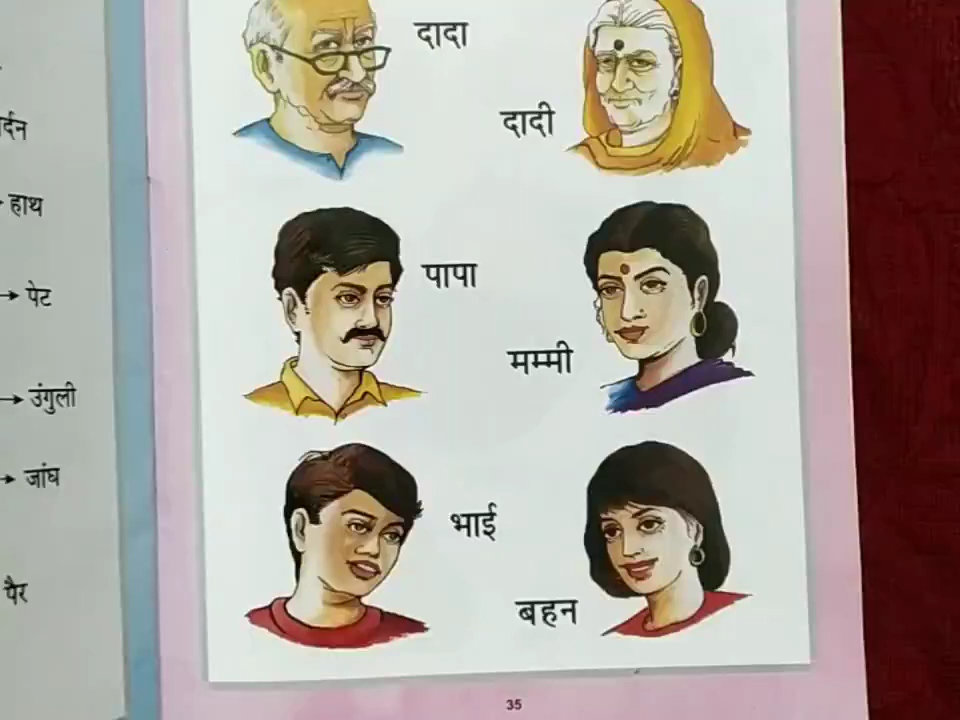 र्दन
हाथ
पेट
उंगुली
जांघ
पैर
दादा
दादी
पापा
मम्मी
भाई
बहन
35